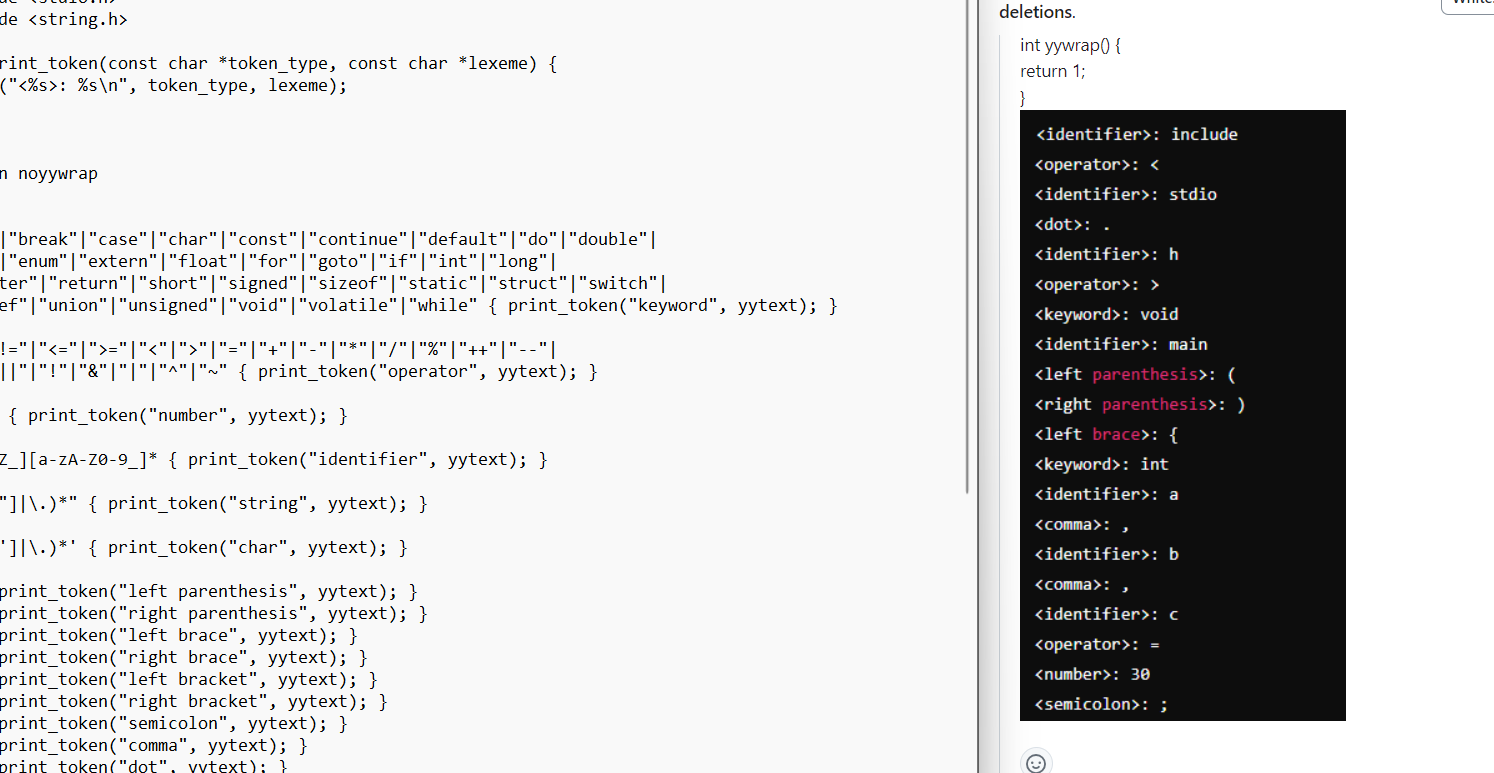 de <string.h>
rint_token(const char *token_type, const char *lexeme) {
("<%s>: %s\n", token_type, lexeme);
n noyywrap
|"break"|"case"|"char"|"const"|"continue"|"default"|"do"|"double"|
|"enum"|"extern"|"float"|"for"|"goto"|"if"|"int"|"long"|
ter"|"return"|"short"|"signed"|"sizeof"|"static"|"struct"|"switch"|
ef"|"union"|"unsigned"|"void"|"volatile"|"while" { print_token("keyword", yytext); }
!="|"<="|">="|"<"|">"|"="|"+"|"-"|"*"|"/"|"%"|"++"|"--"|
||"|"!"|"&"|"|"|"^"|"~" { print_token("operator", yytext); }
{ print_token("number", yytext); }
Z_][a-zA-Z0-9_]* { print_token("identifier", yytext); }
"]|\.)*" { print_token("string", yytext); }
']|\.)*' { print_token("char", yytext); }
print_token("left parenthesis", yytext); }
print_token("right parenthesis", yytext); }
print_token("left brace", yytext); }
print_token("right brace", yytext); }
print_token("left bracket", yytext); }
print_token("right bracket", yytext); }
print_token("semicolon", yytext); }
print_token("comma", yytext); }
print_token("dot", yytext); }
deletions.
int yywrap() {
return 1;
}
<identifier>: include
<operator>: <
<identifier>: stdio
<dot>: .
<identifier>: h
<operator>: >
<keyword>: void
<identifier>: main
<left parenthesis>: (
<right parenthesis>: )
<left brace>: {
<keyword>: int
<identifier>: a
<comma>: ,
<identifier>: b
<comma>: ,
<identifier>: c
<operator>: =
<number>: 30
<semicolon>: ;